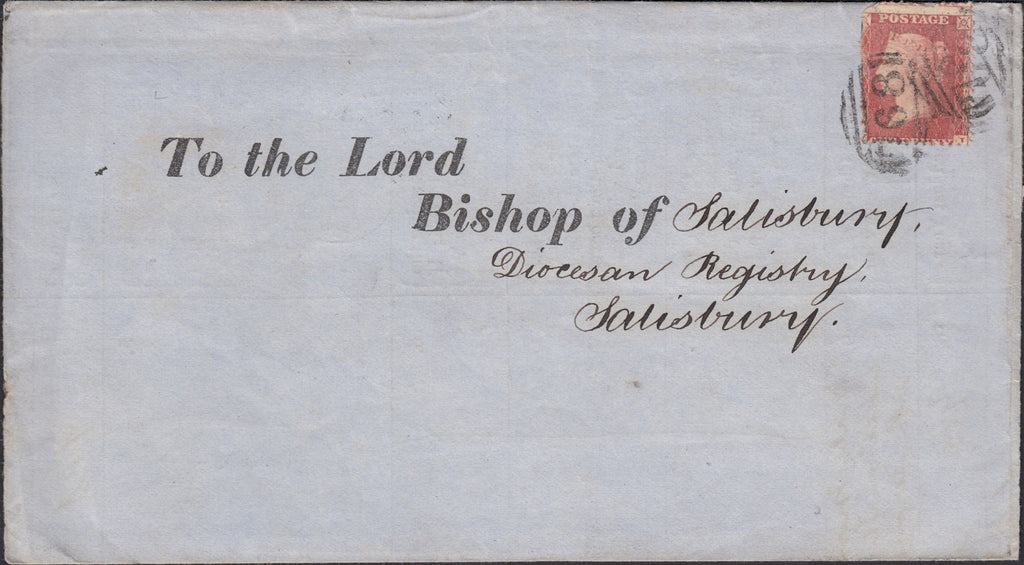 POSTAGE
To the Lord
Bishop of Salisbury,
Diocesan Registry,
Salisbury.